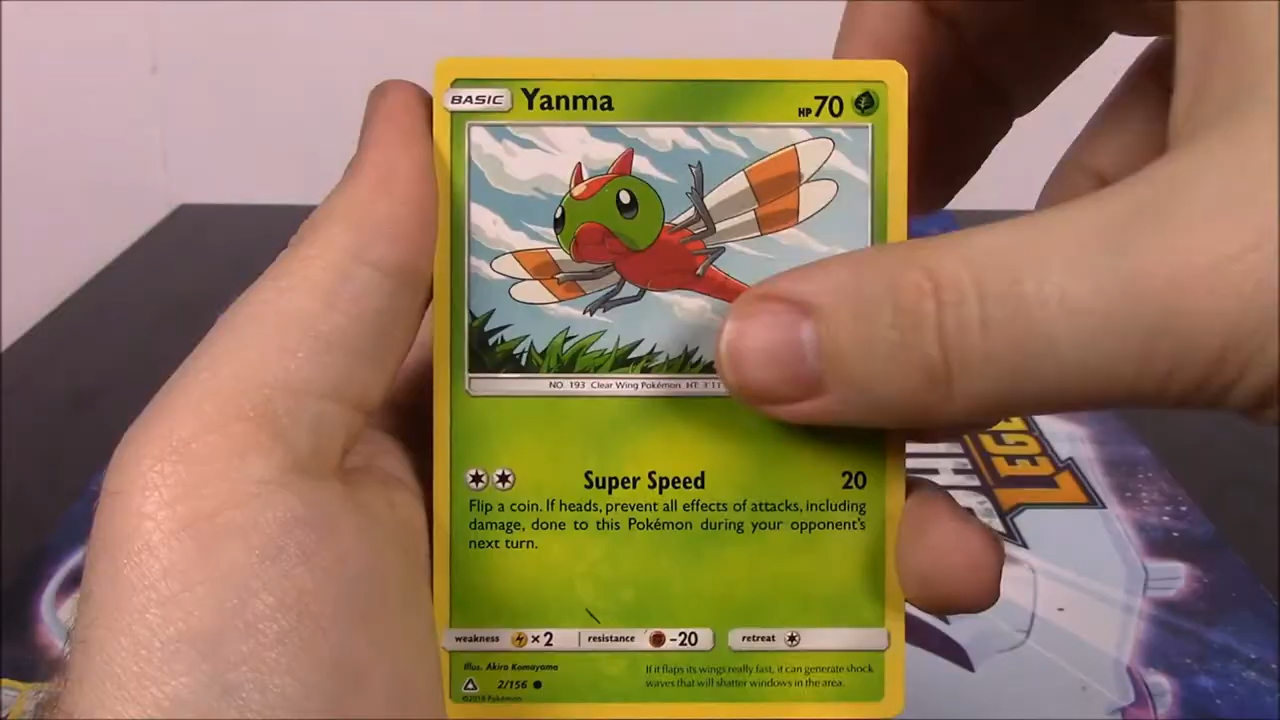 BASIC Yanma HP 70
NO. 193 Clear Wing Pokémon HT: 3'11
Super Speed 20
Flip a coin. If heads, prevent all effects of attacks, including
damage, done to this Pokémon during your opponent's
next turn.
weakness ×2 resistance -20 retreat
Illus. Akira Komayama
2/156
©2018 Pokémon
If it flaps its wings really fast, it can generate shock
waves that will shatter windows in the area.